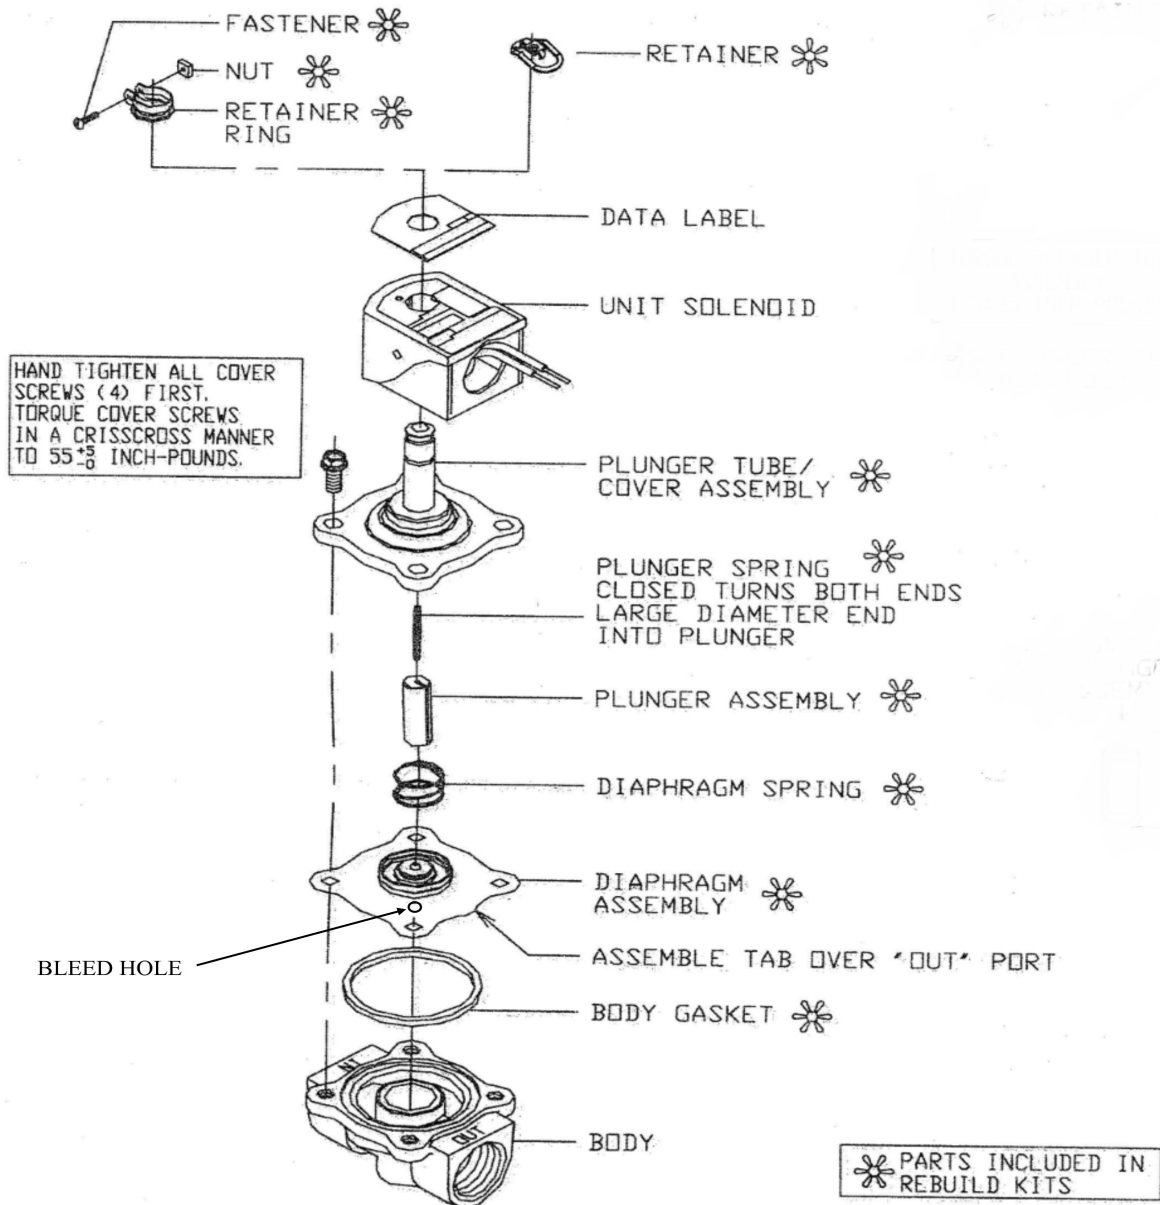 FASTENER
NUT
RETAINER
RING
RETAINER
DATA LABEL
UNIT SOLENOID
HAND TIGHTEN ALL COVER
SCREWS (4) FIRST.
TORQUE COVER SCREWS
IN A CRISSCROSS MANNER
TO 55 +5 -0 INCH-POUNDS.
PLUNGER TUBE/
COVER ASSEMBLY
PLUNGER SPRING
CLOSED TURNS BOTH ENDS
LARGE DIAMETER END
INTO PLUNGER
PLUNGER ASSEMBLY
DIAPHRAGM SPRING
DIAPHRAGM
ASSEMBLY
BLEED HOLE
ASSEMBLE TAB OVER "OUT" PORT
BODY GASKET
OUT
BODY
PARTS INCLUDED IN
REBUILD KITS